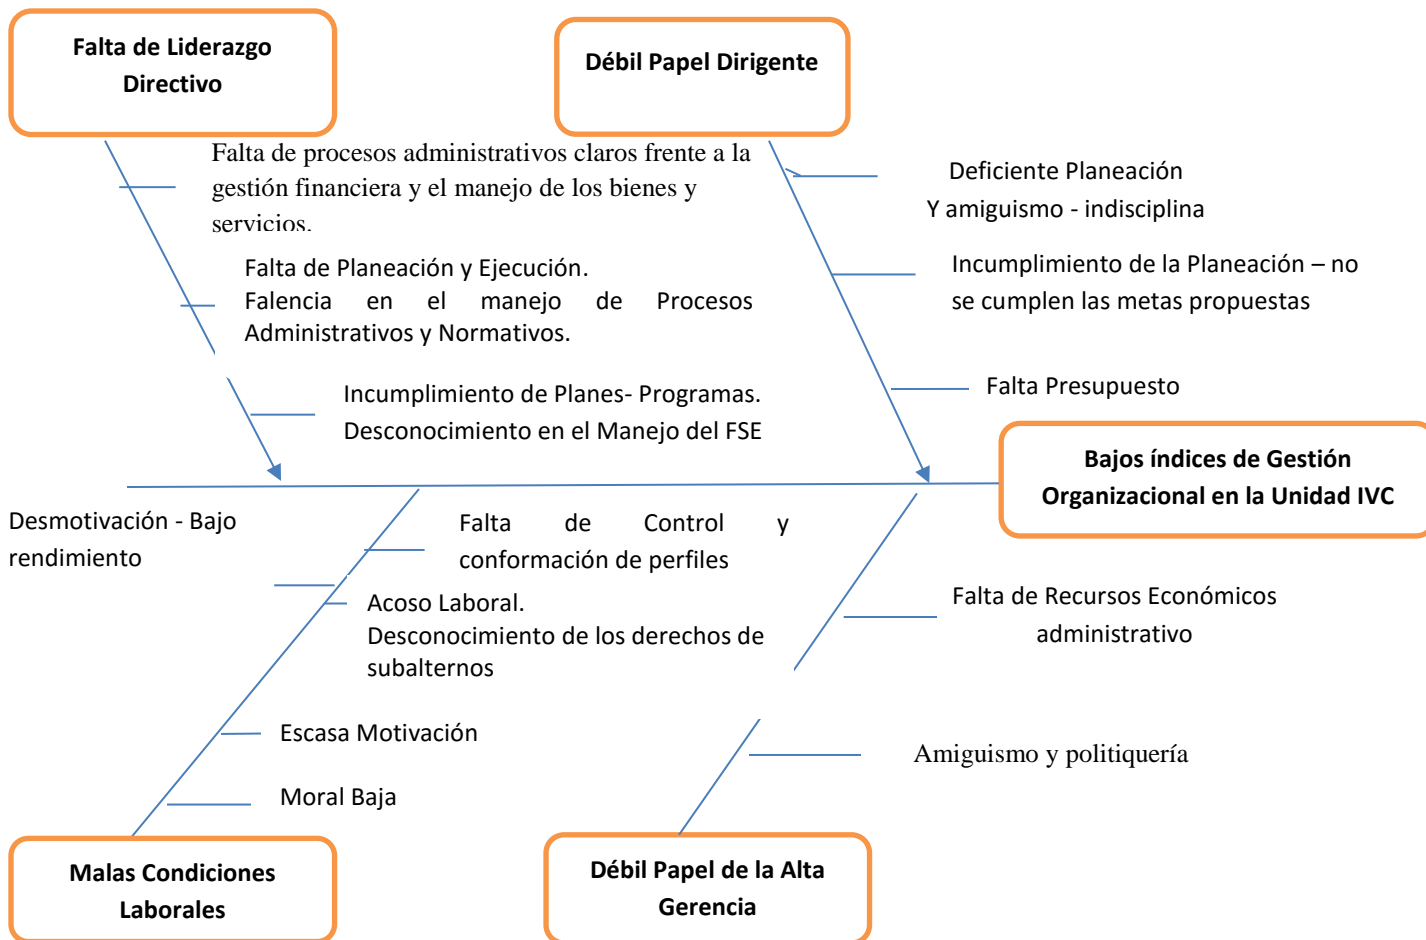 Falta de Liderazgo
Directivo
Débil Papel Dirigente
Falta de procesos administrativos claros frente a la
gestión financiera y el manejo de los bienes y
servicios.
Deficiente Planeación
Y amiguismo - indisciplina
Falta de Planeación y Ejecución.
Falencia en el manejo de Procesos
Administrativos y Normativos.
Incumplimiento de la Planeación – no
se cumplen las metas propuestas
Incumplimiento de Planes- Programas.
Desconocimiento en el Manejo del FSE
Falta Presupuesto
Bajos índices de Gestión
Organizacional en la Unidad IVC
Desmotivación - Bajo
rendimiento
Falta de Control y
conformación de perfiles
Acoso Laboral.
Desconocimiento de los derechos de
subalternos
Falta de Recursos Económicos
administrativo
Escasa Motivación
Amiguismo y politiquería
Moral Baja
Malas Condiciones
Laborales
Débil Papel de la Alta
Gerencia